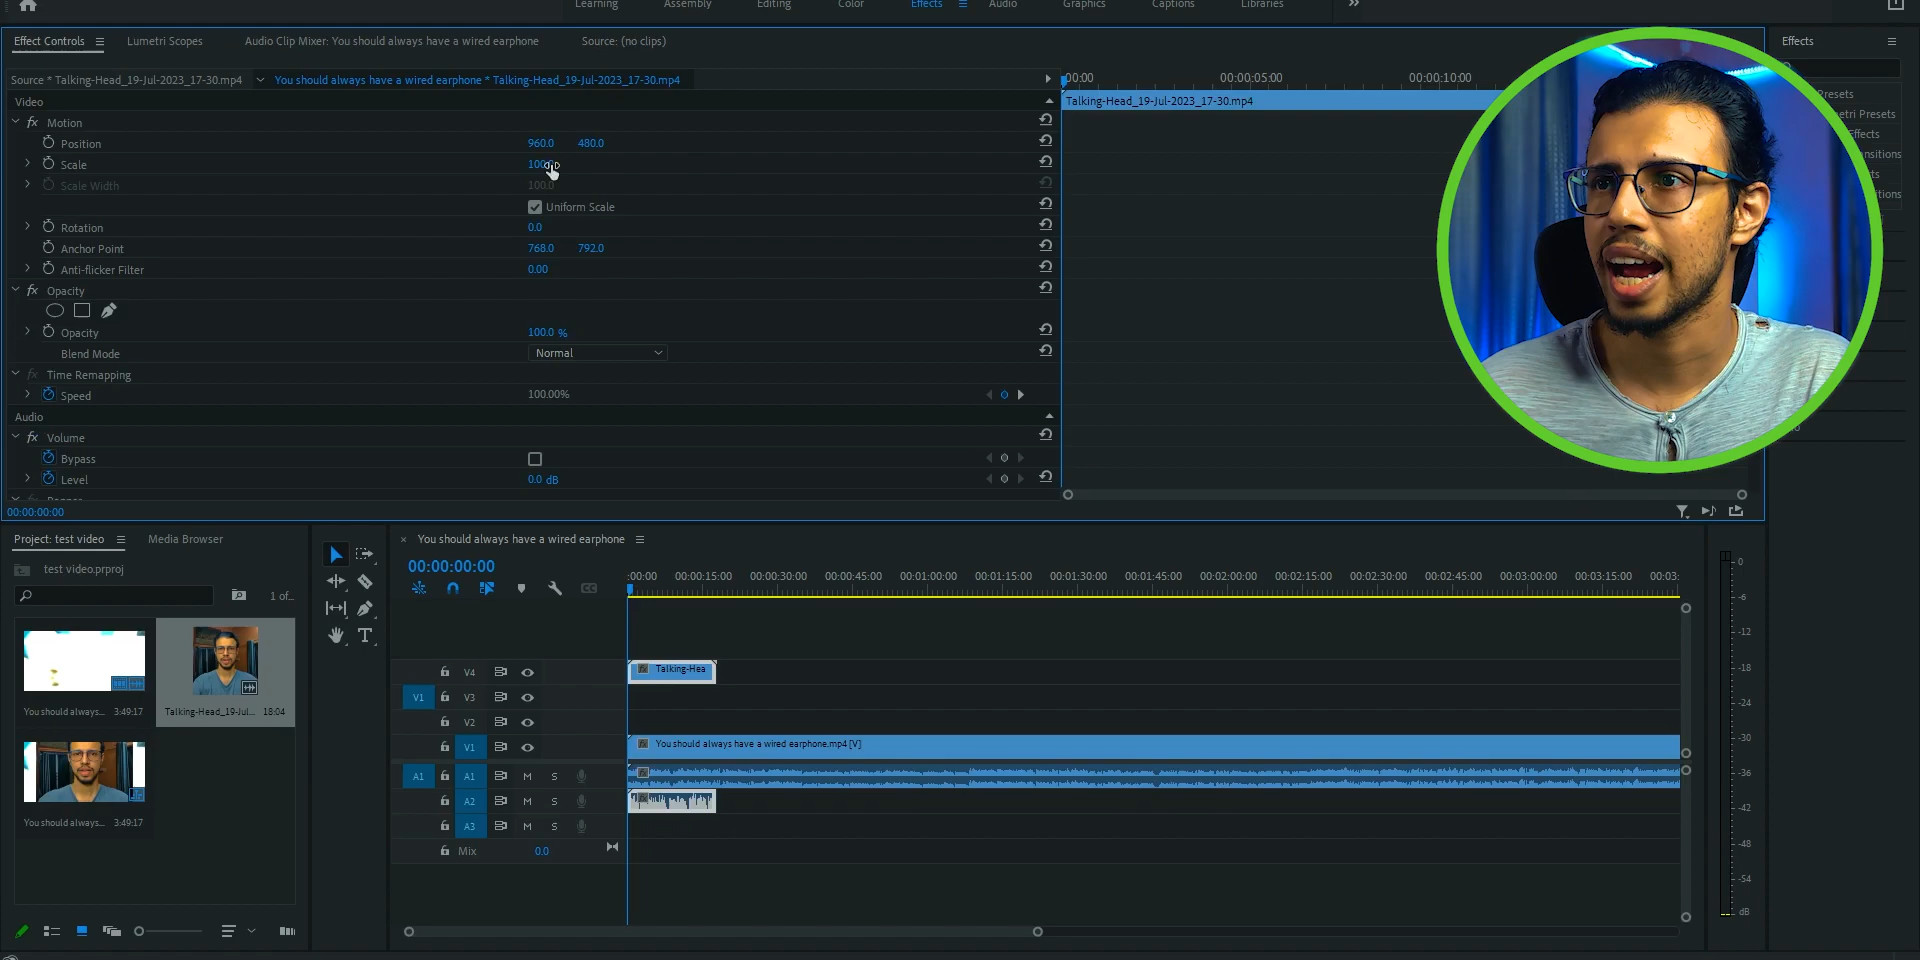 Learning Assembly Editing Color Effects Audio Graphics Captions Libraries
Effect Controls Lumetri Scopes Audio Clip Mixer: You should always have a wired earphone Source: (no clips) Effects
Source * Talking-Head_19-Jul-2023_17-30.mp4 You should always have a wired earphone * Talking-Head_19-Jul-2023_17-30.mp4 :00:00 00:00:05:00 00:00:10:00
Video Talking-Head_19-Jul-2023_17-30.mp4
fx Motion
Position 960.0 480.0
Scale
Scale Width 100.0
Uniform Scale
Rotation 0.0
Anchor Point 768.0 792.0
Anti-flicker Filter 0.00
fx Opacity
Opacity 100.0 %
Blend Mode Normal
fx Time Remapping
Speed 100.00%
Audio
fx Volume
Bypass
Level 0.0 dB
00:00:00:00
Project: test video Media Browser
test video.prproj
1 of...
You should always... 3:49:17 Talking-Head_19-Jul... 18:04
You should always... 3:49:17
You should always have a wired earphone
00:00:00:00
:00:00 00:00:15:00 00:00:30:00 00:00:45:00 00:01:00:00 00:01:15:00 00:01:30:00 00:01:45:00 00:02:00:00 00:02:15:00 00:02:30:00 00:02:45:00 00:03:00:00 00:03:15:00 00:03:
V4 Talking-Hea
V1 V3
V2
V1 You should always have a wired earphone.mp4 [V]
A1 A1 M S
A2 M S
A3 M S
Mix 0.0
0
-6
-12
-18
-24
-30
-36
-42
-48
-54
dB